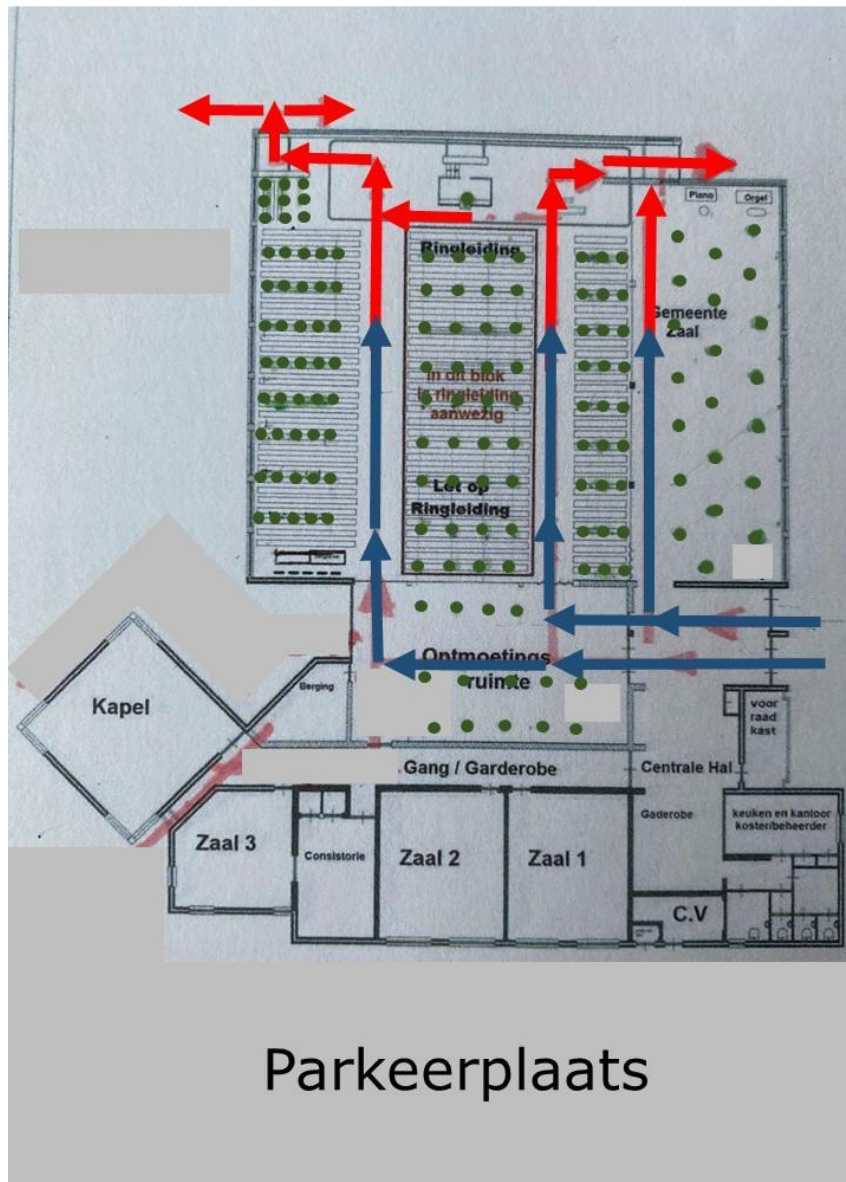 Piano
Orgel
Ringleiding
Gemeente
Zaal
in dit blok
is ringleiding
aanwezig
Let op
Ringleiding
Ontmoetings
ruimte
Berging
Kapel
voor
raad
kast
Gang / Garderobe
Centrale Hal
Gaderobe
keuken en kantoor
koster/beheerder
Zaal 3
Consistorie
Zaal 2
Zaal 1
C.V
Parkeerplaats